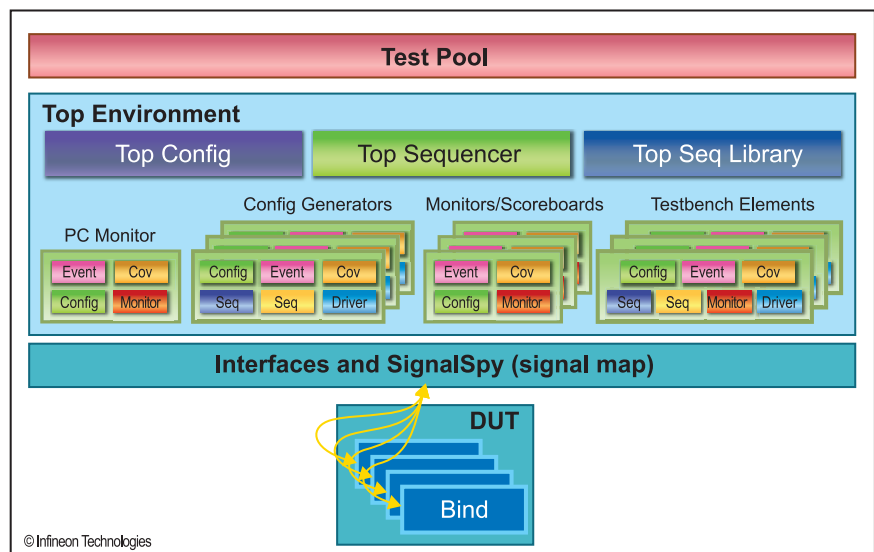 Test Pool
Top Environment
Top Config
Top Sequencer
Top Seq Library
PC Monitor
Config Generators
Monitors/Scoreboards
Testbench Elements
Event
Cov
Config
Monitor
Config
Event
Cov
Seq
Seq
Driver
Event
Cov
Config
Monitor
Config
Event
Cov
Seq
Seq
Monitor
Driver
Interfaces and SignalSpy (signal map)
DUT
Bind
© Infineon Technologies